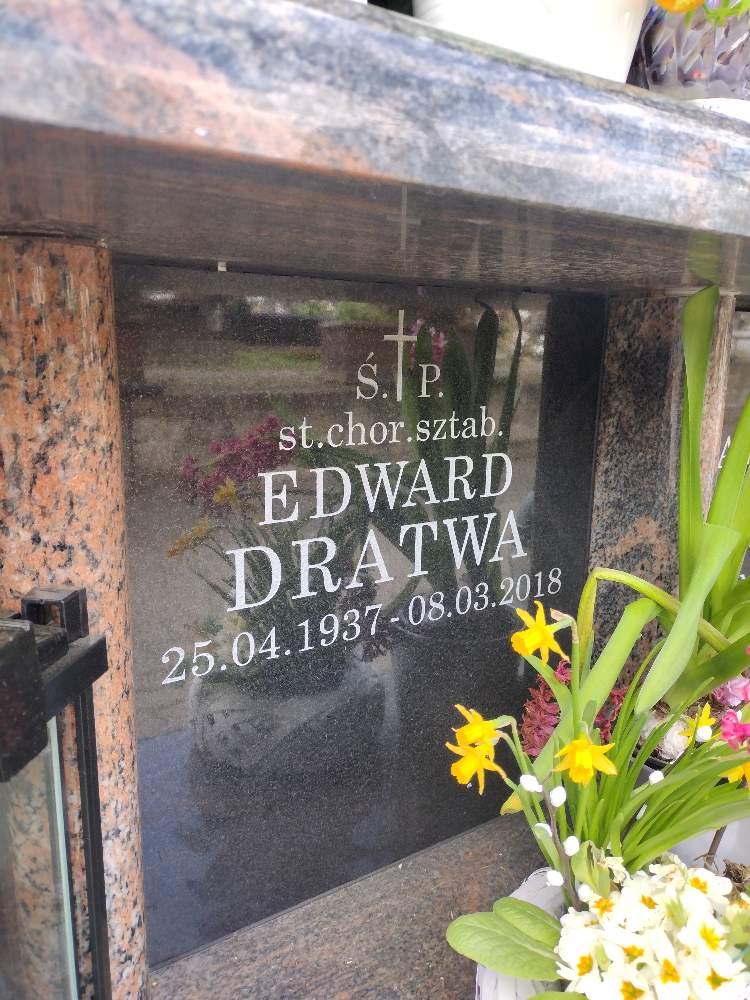 Ś. P.
st.chor.sztab.
EDWARD
DRATWA
25.04.1937-08.03.2018